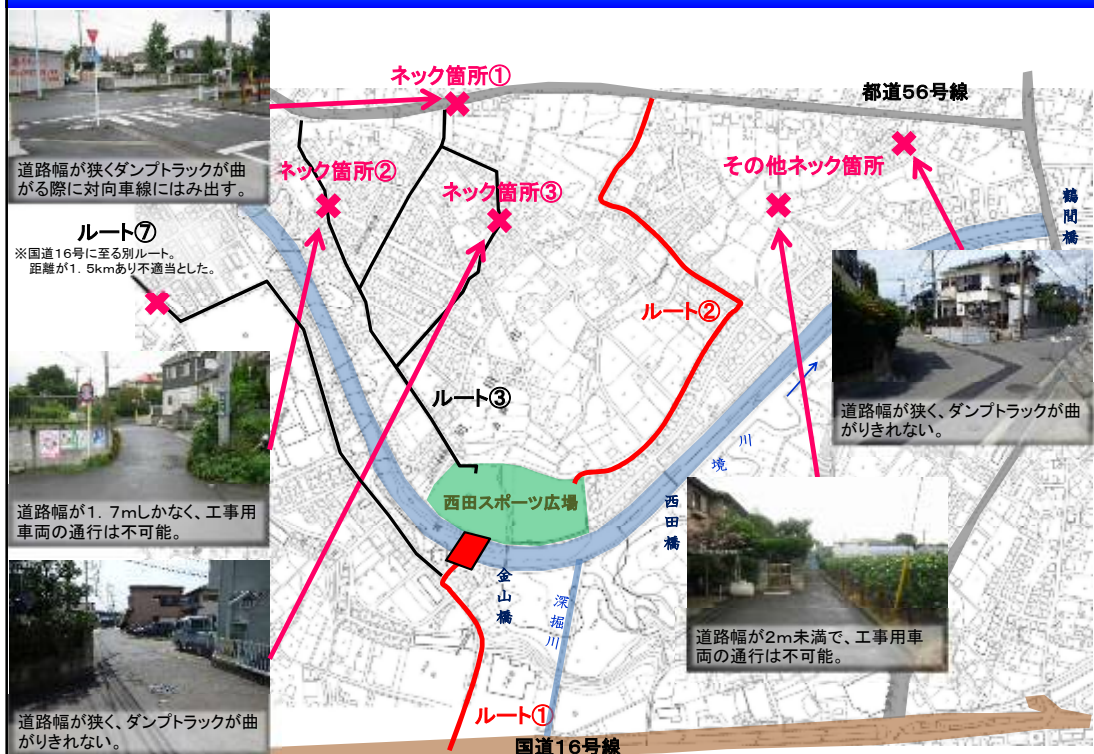 ネック箇所①
都道56号線
道路幅が狭くダンプトラックが曲
がる際に対向車線にはみ出す。
ネック箇所②
ネック箇所③
その他ネック箇所
鶴間橋
ルート⑦
※国道16号に至る別ルート。
距離が1.5kmあり不適当とした。
ルート②
道路幅が狭く、ダンプトラックが曲
がりきれない。
ルート③
境川
西田スポーツ広場
西田橋
道路幅が1.7mしかなく、工事用
車両の通行は不可能。
金山橋
深堀川
道路幅が2m未満で、工事用車
両の通行は不可能。
道路幅が狭く、ダンプトラックが曲
がりきれない。
ルート①
国道16号線